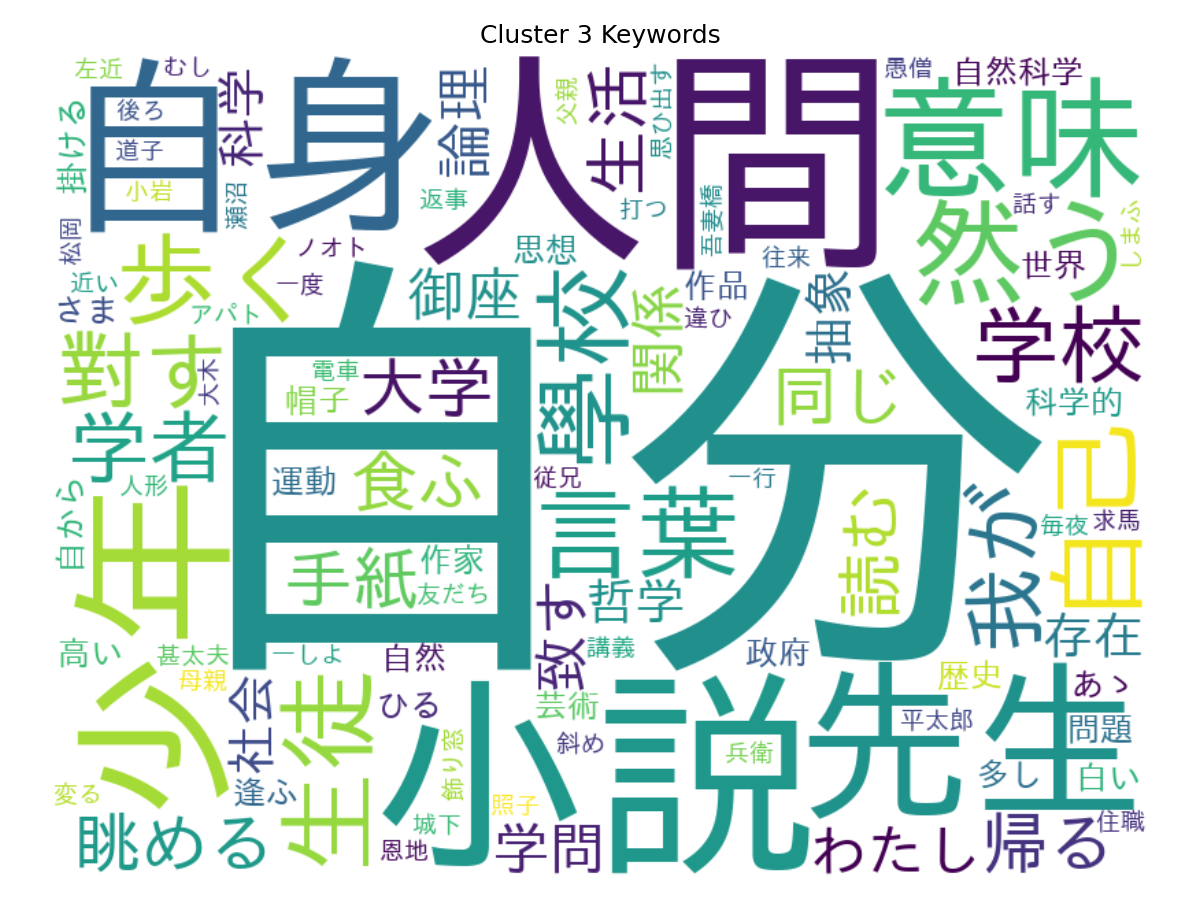 Cluster 3 Keywords
左近
むし
後ろ
道子
小岩
掛ける
自身
科学
瀬沼
論理
人間
父親
生活
思ひ出す
愚僧
自然科学
意味
返事
打つ
吾妻橋
然う
話す
しまふ
松岡
近い
さま
歩く
ノオト
一度
アパト
御座
思想
學校
往来
作品
違ひ
抽象
世界
関係
学校
對す
大木
電車
帽子
大学
自分
同じ
科学的
学者
人形
運動
食ふ
従兄
一行
言葉
読む
我が
自己
毎夜
求馬
自から
少年
手紙
作家
友だち
致す
哲学
講義
政府
存在
高い
甚太夫
母親
一しよ
自然
社会
生徒
ひる
小説
芸術
斜め
先生
歴史
平太郎
あゝ
問題
兵衛
飾り窓
変る
逢ふ
眺める
城下
恩地
照子
学問
多し
白い
わたし
帰る
住職